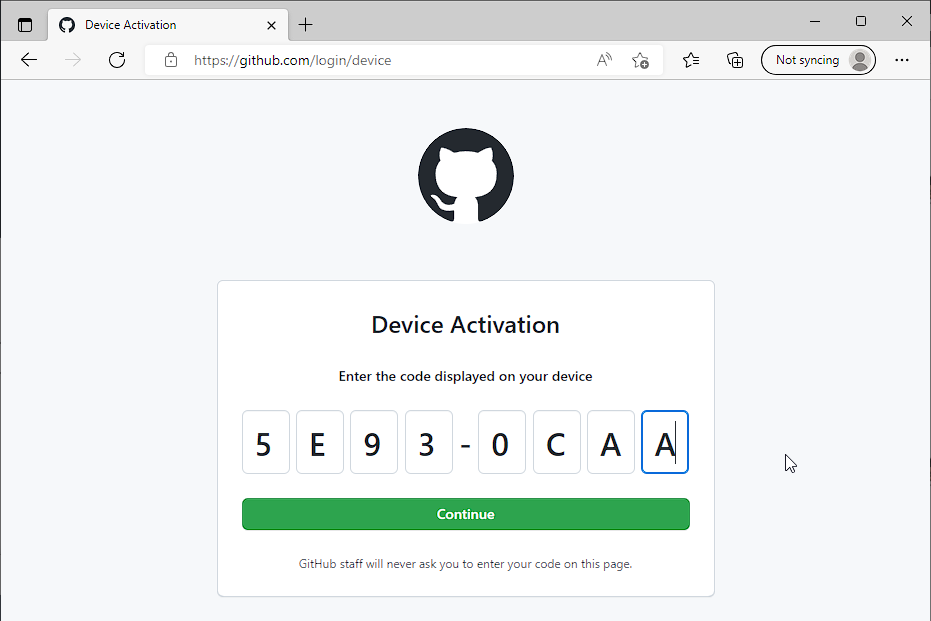 Device Activation
https://github.com/login/device
Not syncing
Device Activation
Enter the code displayed on your device
5 E 9 3 - 0 C A A
Continue
GitHub staff will never ask you to enter your code on this page.